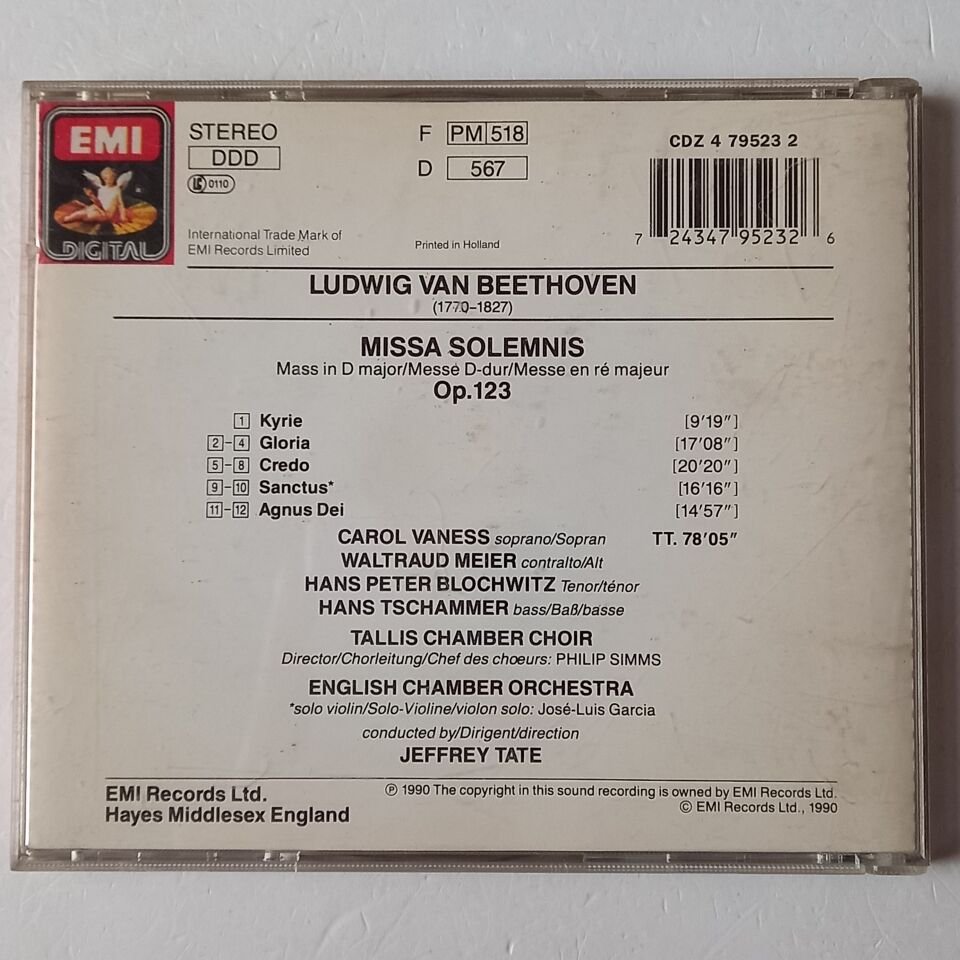 EMI
DIGITAL
STEREO
DDD
LC 0110
International Trade Mark of
EMI Records Limited
F PM 518
D 567
Printed in Holland
CDZ 4 79523 2
7 24347 95232 6
LUDWIG VAN BEETHOVEN
(1770–1827)
MISSA SOLEMNIS
Mass in D major/Messe D-dur/Messe en ré majeur
Op.123
1 Kyrie [9'19"]
2–4 Gloria [17'08"]
5–8 Credo [20'20"]
9–10 Sanctus* [16'16"]
11–12 Agnus Dei [14'57"]
CAROL VANESS soprano/Sopran TT. 78'05"
WALTRAUD MEIER contralto/Alt
HANS PETER BLOCHWITZ Tenor/ténor
HANS TSCHAMMER bass/Baß/basse
TALLIS CHAMBER CHOIR
Director/Chorleitung/Chef des chœurs: PHILIP SIMMS
ENGLISH CHAMBER ORCHESTRA
*solo violin/Solo-Violine/violon solo: José-Luis Garcia
conducted by/Dirigent/direction
JEFFREY TATE
EMI Records Ltd.
Hayes Middlesex England
℗ 1990 The copyright in this sound recording is owned by EMI Records Ltd.
© EMI Records Ltd., 1990